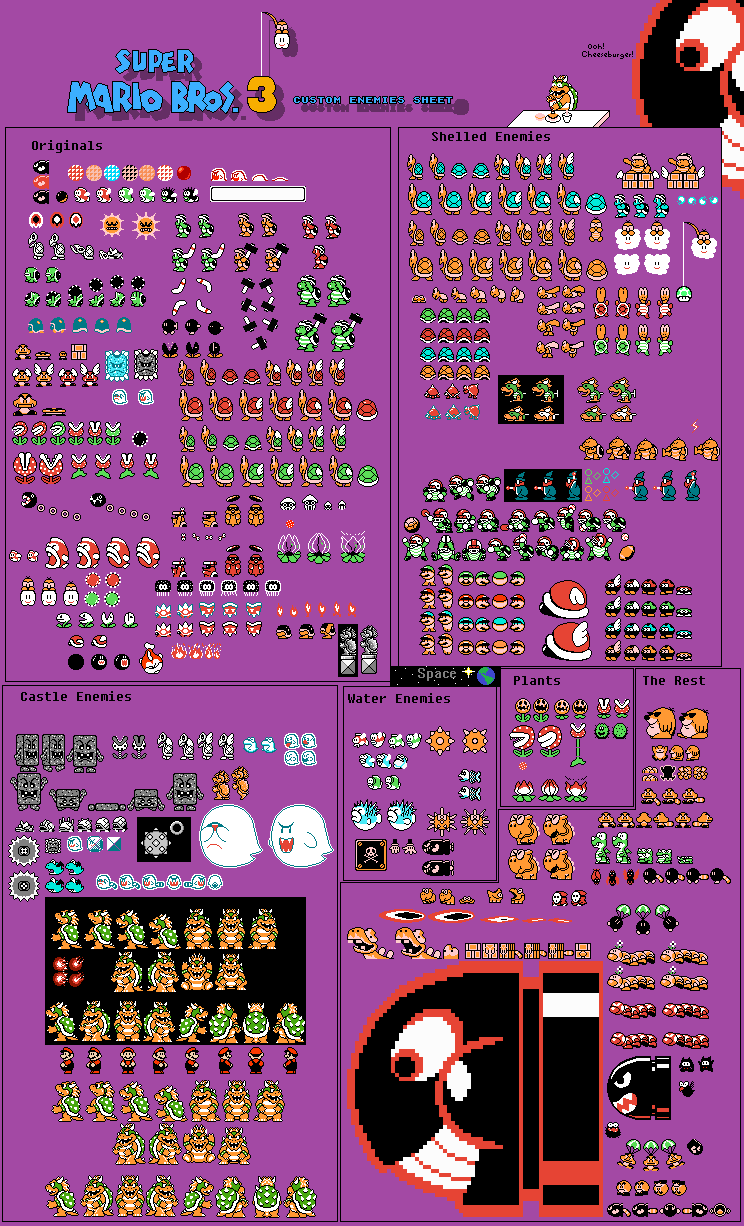 Ooh!
Cheeseburger!
SUPER
MARIO BROS. 3
CUSTOM ENEMIES SHEET
Originals
Shelled Enemies
Space
Castle Enemies
Water Enemies
Plants
The Rest